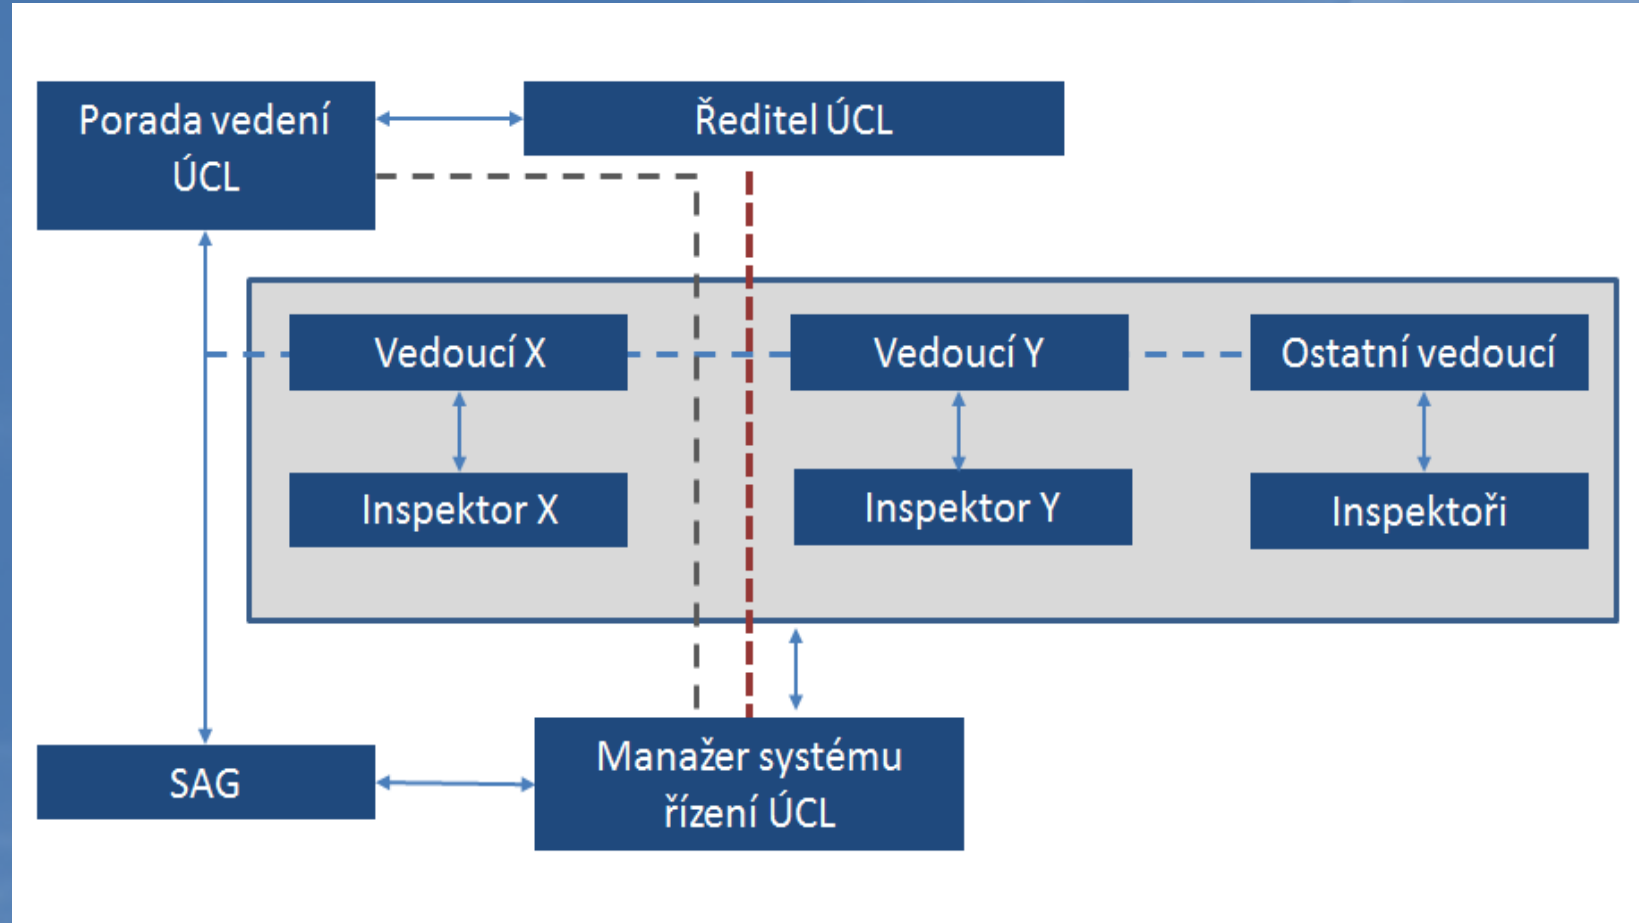 Porada vedení
ÚCL
Ředitel ÚCL
Vedoucí X
Vedoucí Y
Ostatní vedoucí
Inspektor X
Inspektor Y
Inspektoři
SAG
Manažer systému
řízení ÚCL